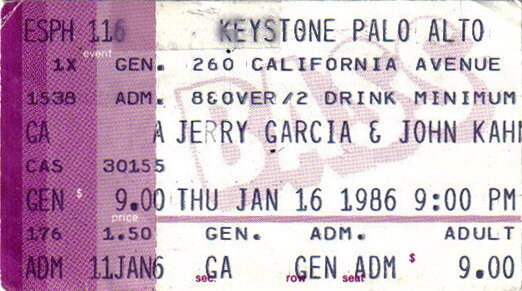 ESPH 116 KEYSTONE PALO ALTO
event
1X GEN. 260 CALIFORNIA AVENUE
1538 ADM. 8&OVER/2 DRINK MINIMUM
BASS
GA A JERRY GARCIA & JOHN KAHN
CAS 30155
GEN $ 9.00 THU JAN 16 1986 9:00 PM
price
176 1.50 GEN. ADM. ADULT
ADM 11JAN6 GA GEN ADM $ 9.00
sec. row seat